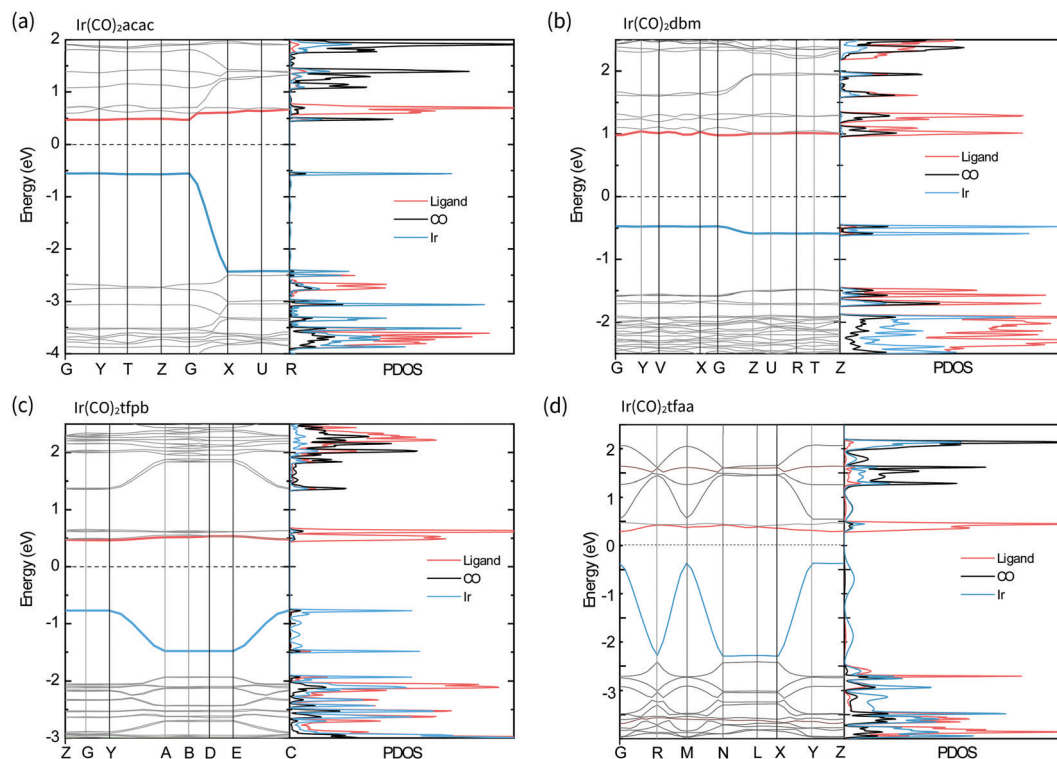 (a) Ir(CO)₂acac
2
1
0
-1
-2
-3
-4
Energy (eV)
Ligand
CO
Ir
G Y T Z G X U R PDOS
(b) Ir(CO)₂dbm
2
1
0
-1
-2
Energy (eV)
Ligand
CO
Ir
G Y V X G Z U R T Z PDOS
(c) Ir(CO)₂tfpb
2
1
0
-1
-2
-3
Energy (eV)
Ligand
CO
Ir
Z G Y A B D E C PDOS
(d) Ir(CO)₂tfaa
2
1
0
-1
-2
-3
Energy (eV)
Ligand
CO
Ir
G R M N L X Y Z PDOS